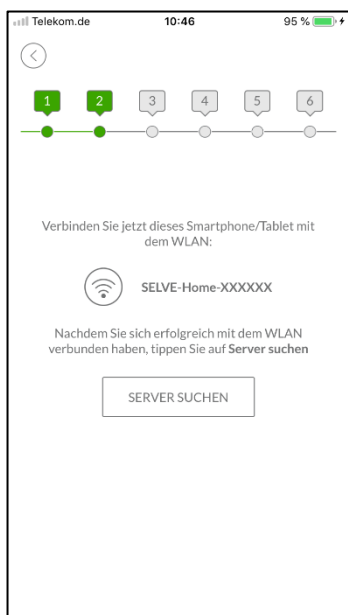 Telekom.de 10:46 95 %
1 2 3 4 5 6
Verbinden Sie jetzt dieses Smartphone/Tablet mit
dem WLAN:
SELVE-Home-XXXXXX
Nachdem Sie sich erfolgreich mit dem WLAN
verbunden haben, tippen Sie auf Server suchen
SERVER SUCHEN